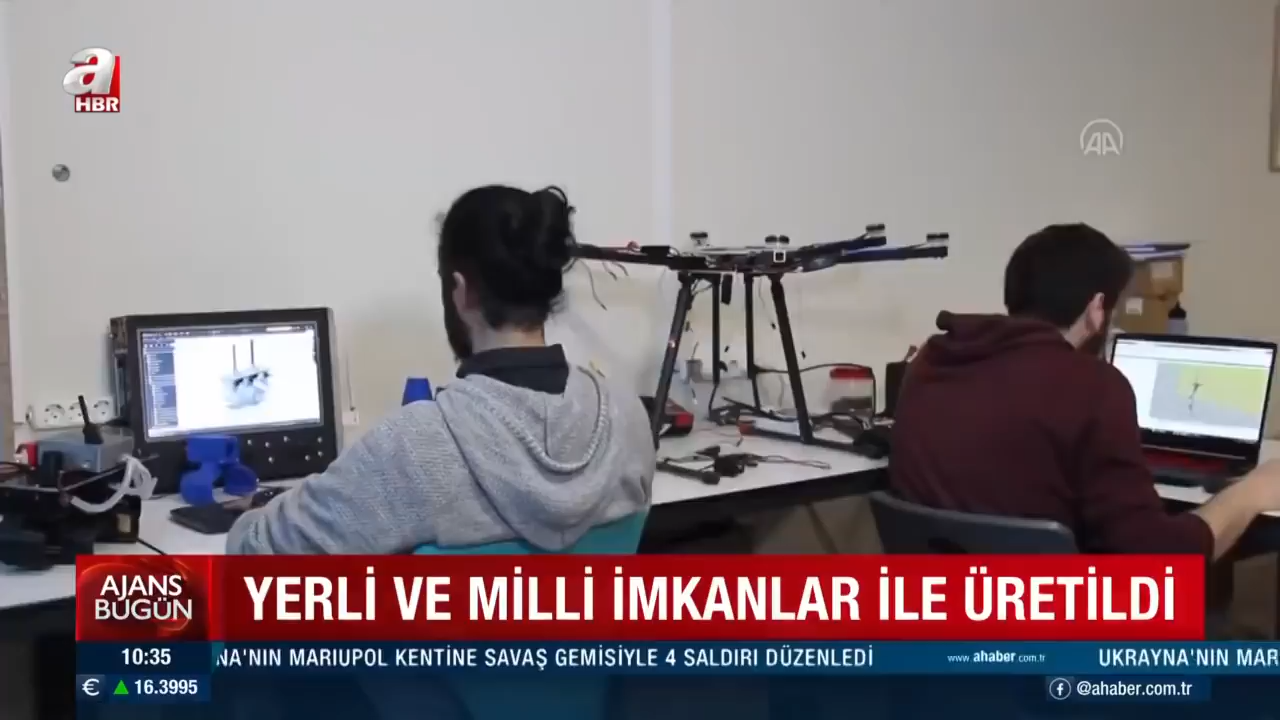 a
HBR
AA
AJANS
BUGÜN
YERLİ VE MİLLİ İMKANLAR İLE ÜRETİLDİ
10:35
NA'NIN MARIUPOL KENTİNE SAVAŞ GEMİSİYLE 4 SALDIRI DÜZENLEDİ
www.ahaber.com.tr
UKRAYNA'NIN MAR
€ ▲ 16.3995
@ahaber.com.tr